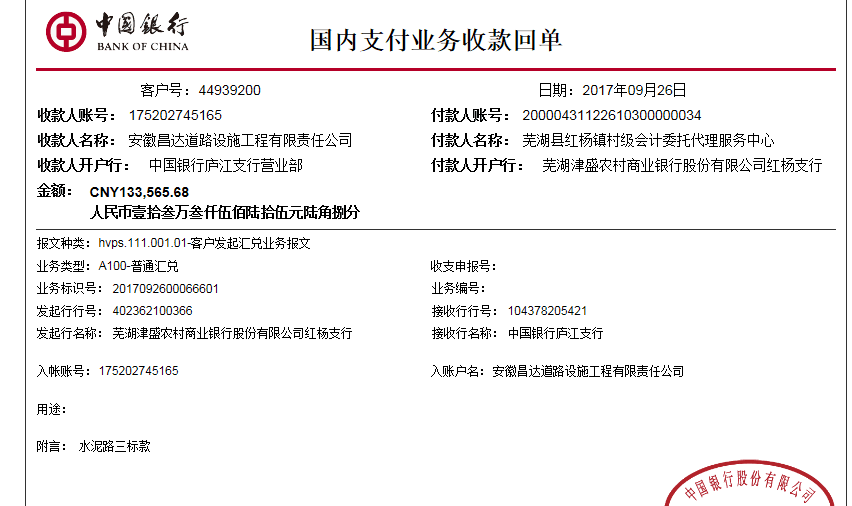 中國銀行
BANK OF CHINA
国内支付业务收款回单
客户号：44939200 日期：2017年09月26日
收款人账号：175202745165 付款人账号：20000431122610300000034
收款人名称：安徽昌达道路设施工程有限责任公司 付款人名称：芜湖县红杨镇村级会计委托代理服务中心
收款人开户行：中国银行庐江支行营业部 付款人开户行：芜湖津盛农村商业银行股份有限公司红杨支行
金额：CNY133,565.68
人民币壹拾叁万叁仟伍佰陆拾伍元陆角捌分
报文种类：hvps.111.001.01-客户发起汇兑业务报文
业务类型：A100-普通汇兑 收支申报号：
业务标识号：2017092600066601 业务编号：
发起行行号：402362100366 接收行行号：104378205421
发起行名称：芜湖津盛农村商业银行股份有限公司红杨支行 接收行名称：中国银行庐江支行
入帐账号：175202745165 入账户名：安徽昌达道路设施工程有限责任公司
用途：
附言：水泥路三标款
中国银行股份有限公司